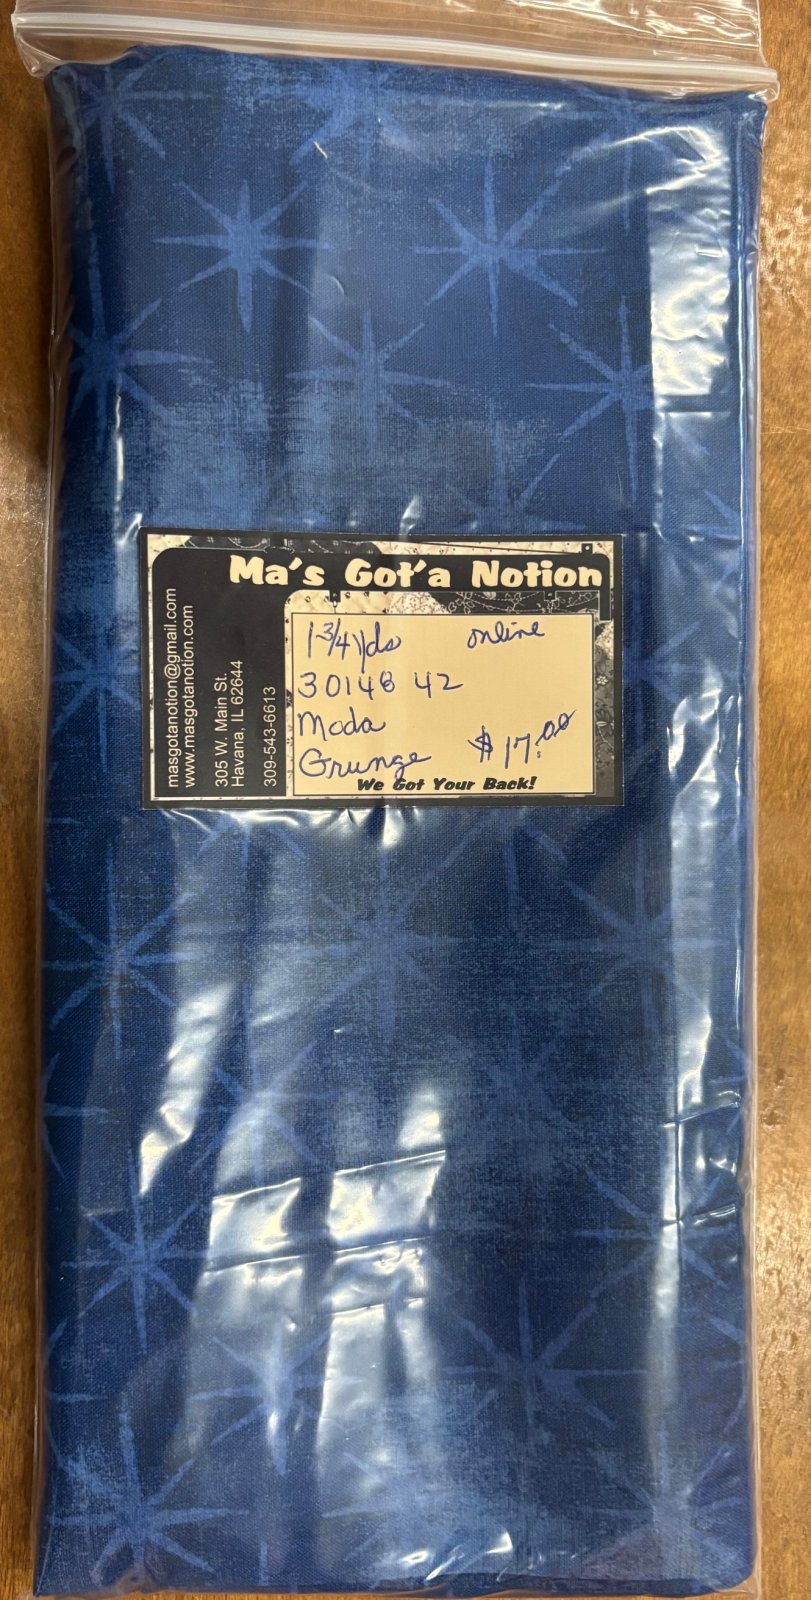 Ma's Got'a Notion
masgotanotion@gmail.com
www.masgotanotion.com
305 W. Main St.
Havana, IL 62644
309-543-6613
1 3/4 yds online
30148 42
Moda
Grunge $17.00
We Got Your Back!